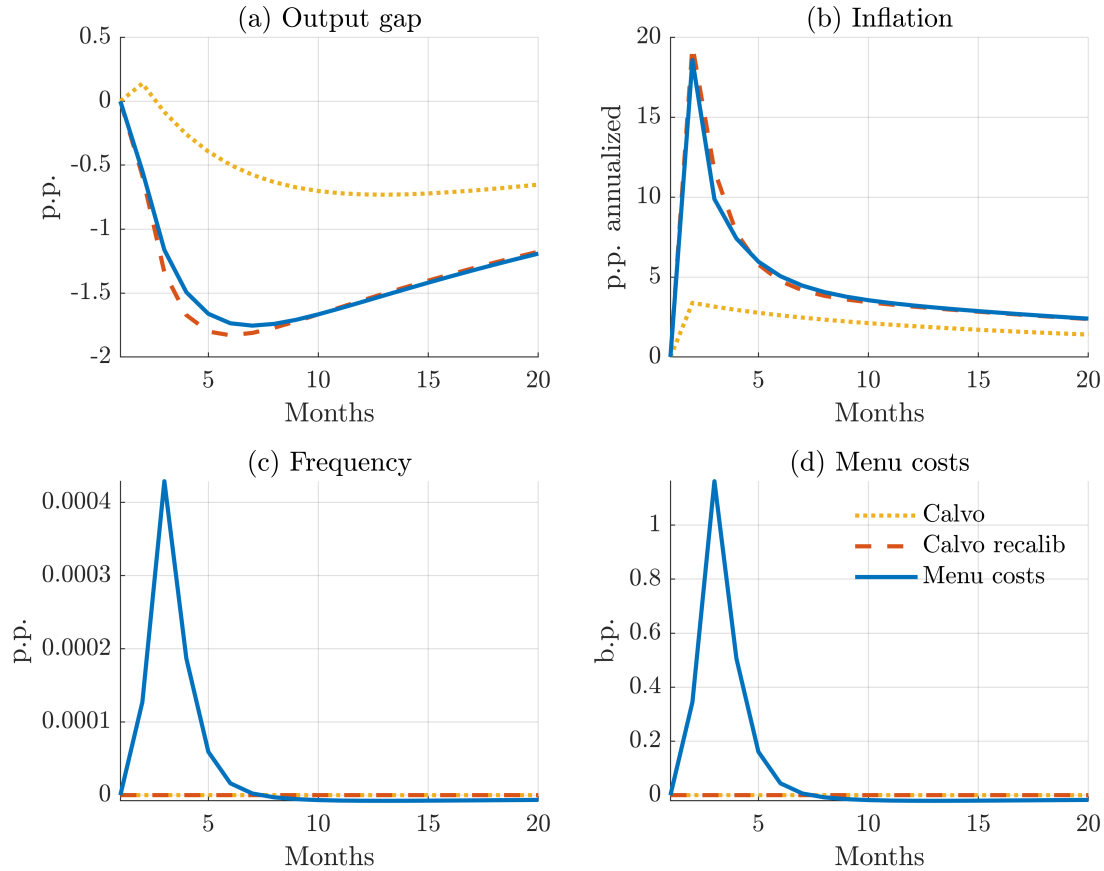 (a) Output gap
0.5
0
-0.5
-1
-1.5
-2
p.p.
5
10
15
20
Months
(b) Inflation
20
15
10
5
0
p.p. annualized
5
10
15
20
Months
(c) Frequency
0.0004
0.0003
0.0002
0.0001
0
p.p.
5
10
15
20
Months
(d) Menu costs
1
0.8
0.6
0.4
0.2
0
b.p.
Calvo
Calvo recalib
Menu costs
5
10
15
20
Months